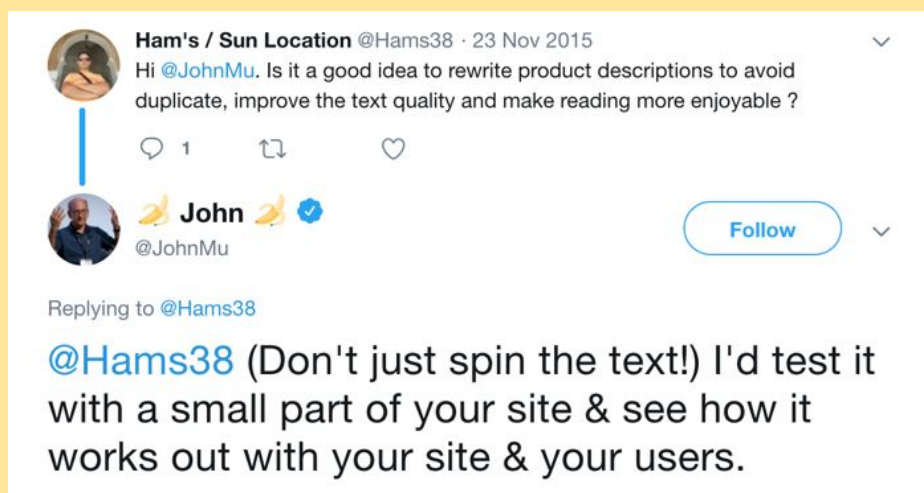 Ham's / Sun Location @Hams38 · 23 Nov 2015
Hi @JohnMu. Is it a good idea to rewrite product descriptions to avoid
duplicate, improve the text quality and make reading more enjoyable ?
1
🍌 John 🍌
@JohnMu
Follow
Replying to @Hams38
@Hams38 (Don't just spin the text!) I'd test it
with a small part of your site & see how it
works out with your site & your users.